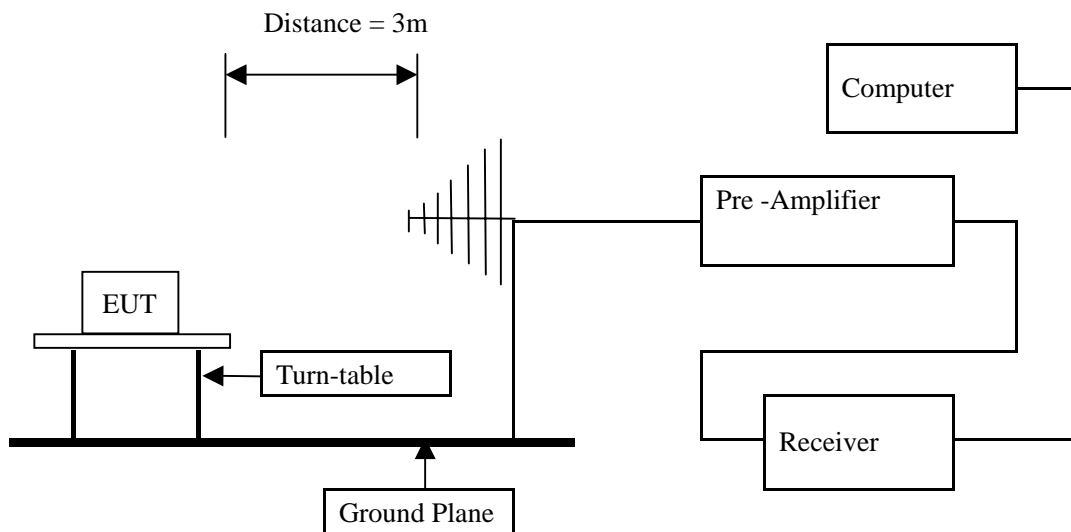 Distance = 3m
Computer
Pre -Amplifier
EUT
Turn-table
Receiver
Ground Plane